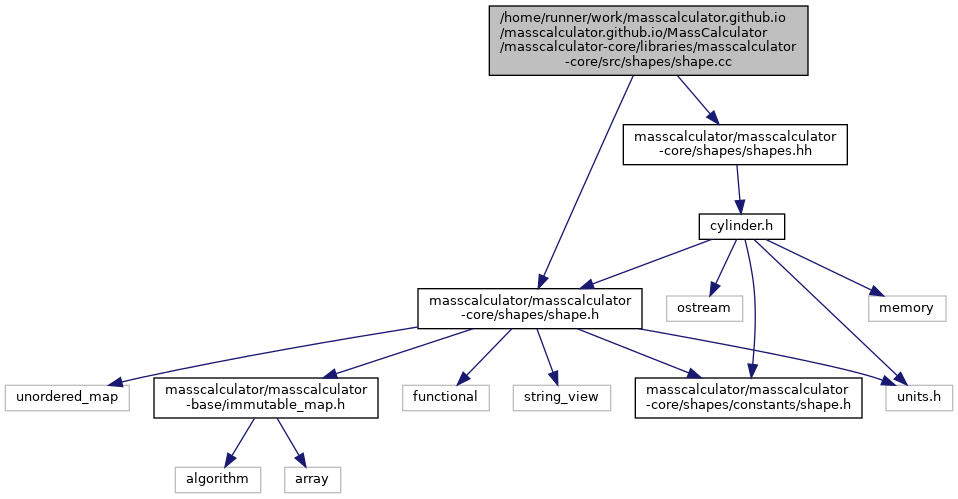 /home/runner/work/masscalculator.github.io
/masscalculator.github.io/MassCalculator
/masscalculator-core/libraries/masscalculator
-core/src/shapes/shape.cc
masscalculator/masscalculator
-core/shapes/shapes.hh
cylinder.h
masscalculator/masscalculator
-core/shapes/shape.h
ostream
memory
unordered_map
masscalculator/masscalculator
-base/immutable_map.h
functional
string_view
masscalculator/masscalculator
-core/shapes/constants/shape.h
units.h
algorithm
array